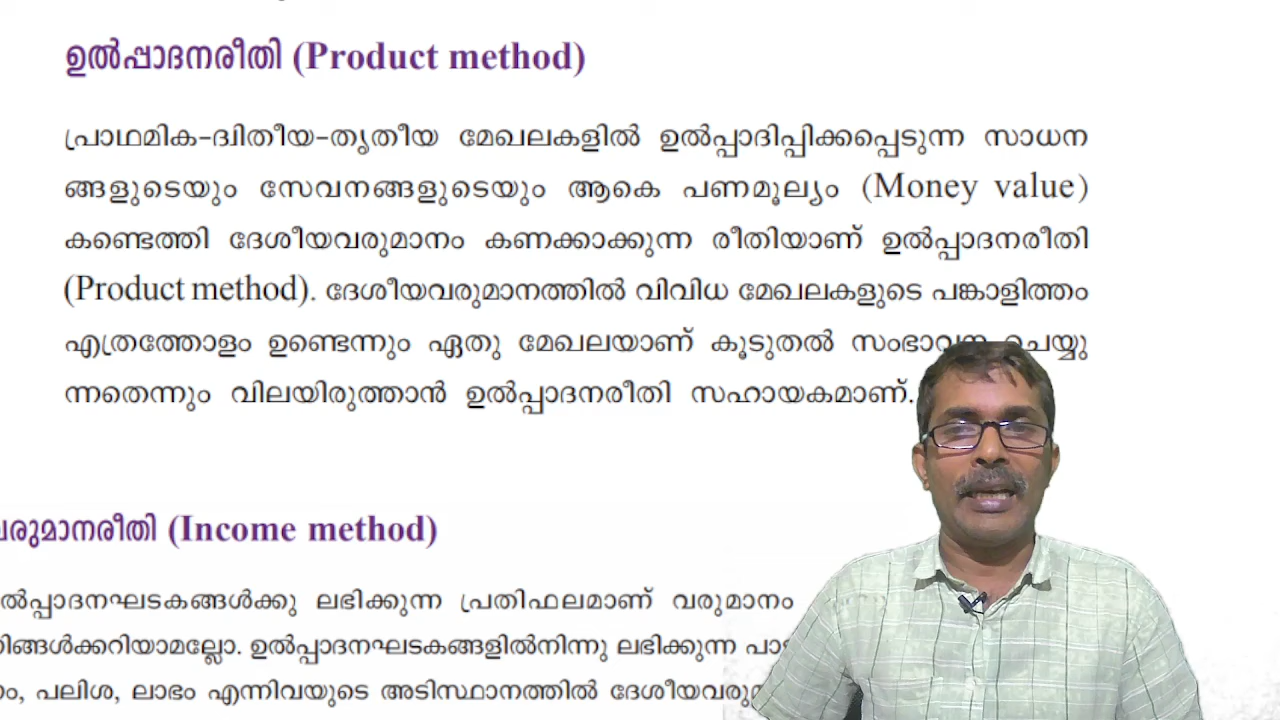 ഉൽപ്പാദനരീതി (Product method)
പ്രാഥമിക-ദ്വിതീയ-തൃതീയ മേഖലകളിൽ ഉൽപ്പാദിപ്പിക്കപ്പെടുന്ന സാധന
ങ്ങളുടെയും സേവനങ്ങളുടെയും ആകെ പണമൂല്യം (Money value)
കണ്ടെത്തി ദേശീയവരുമാനം കണക്കാക്കുന്ന രീതിയാണ് ഉൽപ്പാദനരീതി
(Product method). ദേശീയവരുമാനത്തിൽ വിവിധ മേഖലകളുടെ പങ്കാളിത്തം
എത്രത്തോളം ഉണ്ടെന്നും ഏതു മേഖലയാണ് കൂടുതൽ സംഭാവന ചെയ്യു
ന്നതെന്നും വിലയിരുത്താൻ ഉൽപ്പാദനരീതി സഹായകമാണ്.
വരുമാനരീതി (Income method)
ൽപ്പാദനഘടകങ്ങൾക്കു ലഭിക്കുന്ന പ്രതിഫലമാണ് വരുമാനം
നിങ്ങൾക്കറിയാമല്ലോ. ഉൽപ്പാദനഘടകങ്ങളിൽനിന്നു ലഭിക്കുന്ന
പലിശ, ലാഭം എന്നിവയുടെ അടിസ്ഥാനത്തിൽ